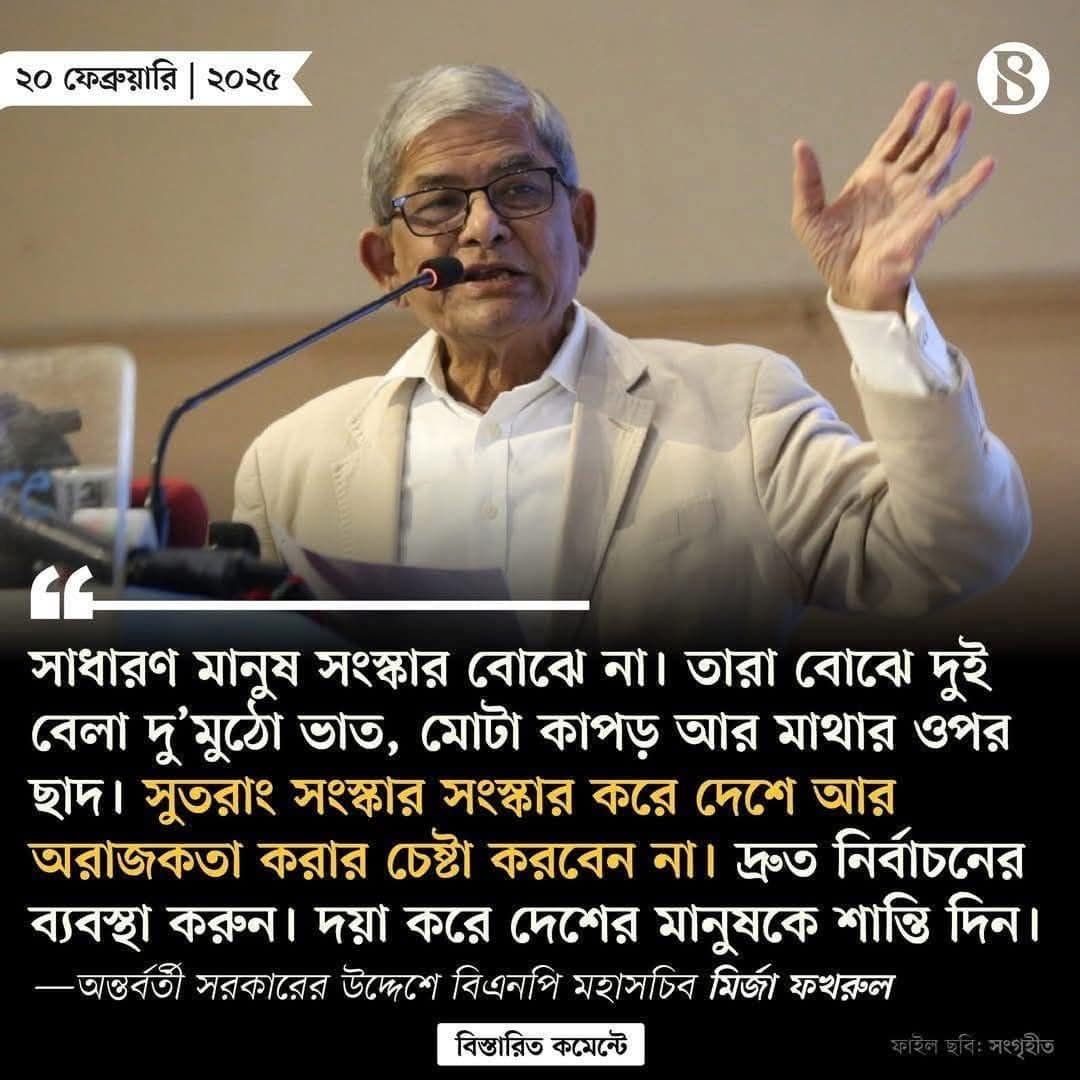 ২০ ফেব্রুয়ারি | ২০২৫
সাধারণ মানুষ সংস্কার বোঝে না। তারা বোঝে দুই
বেলা দু’মুঠো ভাত, মোটা কাপড় আর মাথার ওপর
ছাদ। সুতরাং সংস্কার সংস্কার করে দেশে আর
অরাজকতা করার চেষ্টা করবেন না। দ্রুত নির্বাচনের
ব্যবস্থা করুন। দয়া করে দেশের মানুষকে শান্তি দিন।
—অন্তর্বর্তী সরকারের উদ্দেশে বিএনপি মহাসচিব মির্জা ফখরুল
বিস্তারিত কমেন্টে
ফাইল ছবি: সংগৃহীত